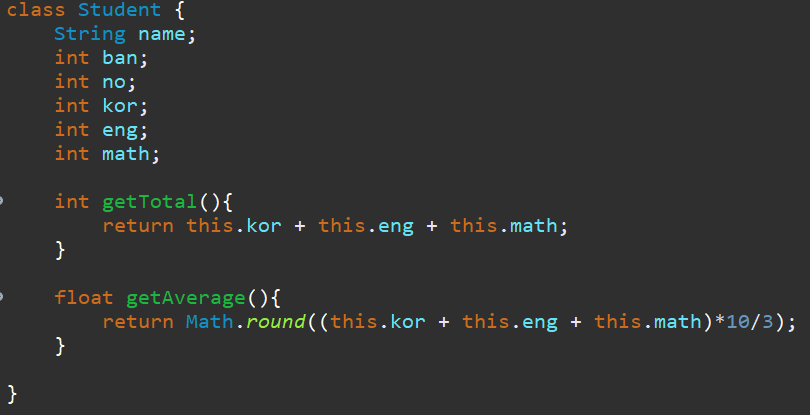 class Student {
    String name;
    int ban;
    int no;
    int kor;
    int eng;
    int math;
    int getTotal(){
        return this.kor + this.eng + this.math;
    }
    float getAverage(){
        return Math.round((this.kor + this.eng + this.math)*10/3);
    }
}